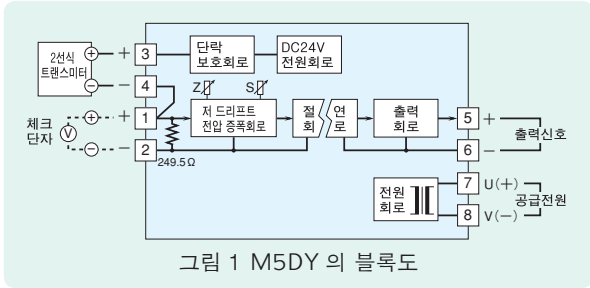 2선식
트랜스미터
+ + 3
− − 4
단락
보호회로
DC24V
전원회로
Z S
체크
단자
V
+ + 1
− − 2
249.5Ω
저 드리프트
전압 증폭회로
절 연
회 로
출력
회로
5 +
6 −
출력신호
전원
회로
7 U(+)
8 V(−)
공급전원
그림 1 M5DY 의 블록도